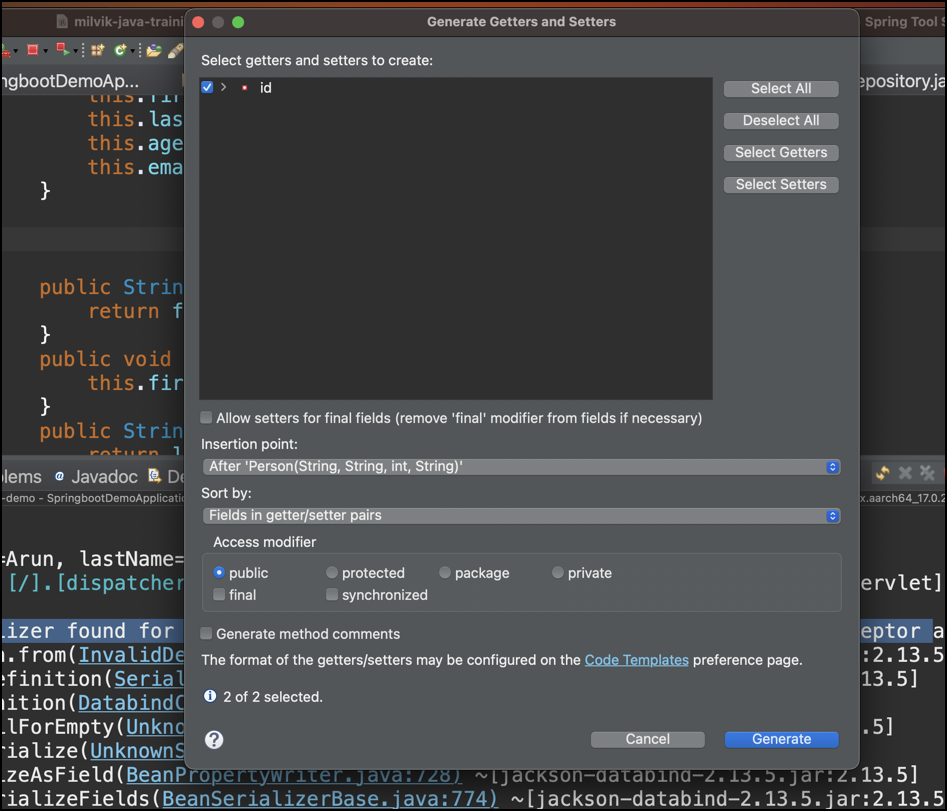 milvik-java-traini
Generate Getters and Setters
Spring Tool S
Select getters and setters to create:
id
Select All
Deselect All
Select Getters
Select Setters
ngbootDemoAp...
epository.ja
this.fir
this.las
this.age
this.ema
}
public Strin
return f
}
public void
this.fir
}
public Strin
Allow setters for final fields (remove 'final' modifier from fields if necessary)
Insertion point:
After 'Person(String, String, int, String)'
Sort by:
Fields in getter/setter pairs
Access modifier
public
protected
package
private
final
synchronized
Generate method comments
The format of the getters/setters may be configured on the Code Templates preference page.
2 of 2 selected.
?
Cancel
Generate
lems
@ Javadoc
De
-demo - SpringbootDemoApplicatio
x.aarch64_17.0.2
=Arun, lastName=
[/].[dispatcher
ervlet]
izer found for
eptor a
.from(InvalidDe
:2.13.5
efinition(Serial
13.5]
nition(DatabindC
lForEmpty(Unkno
.5]
rialize(UnknownS
izeAsField(BeanPropertyWriter.java:728) ~[jackson-databind-2.13.5.jar:2.13.5]
rializeFields(BeanSerializerBase.java:774) ~[jackson-databind-2.13.5.jar:2.13.5